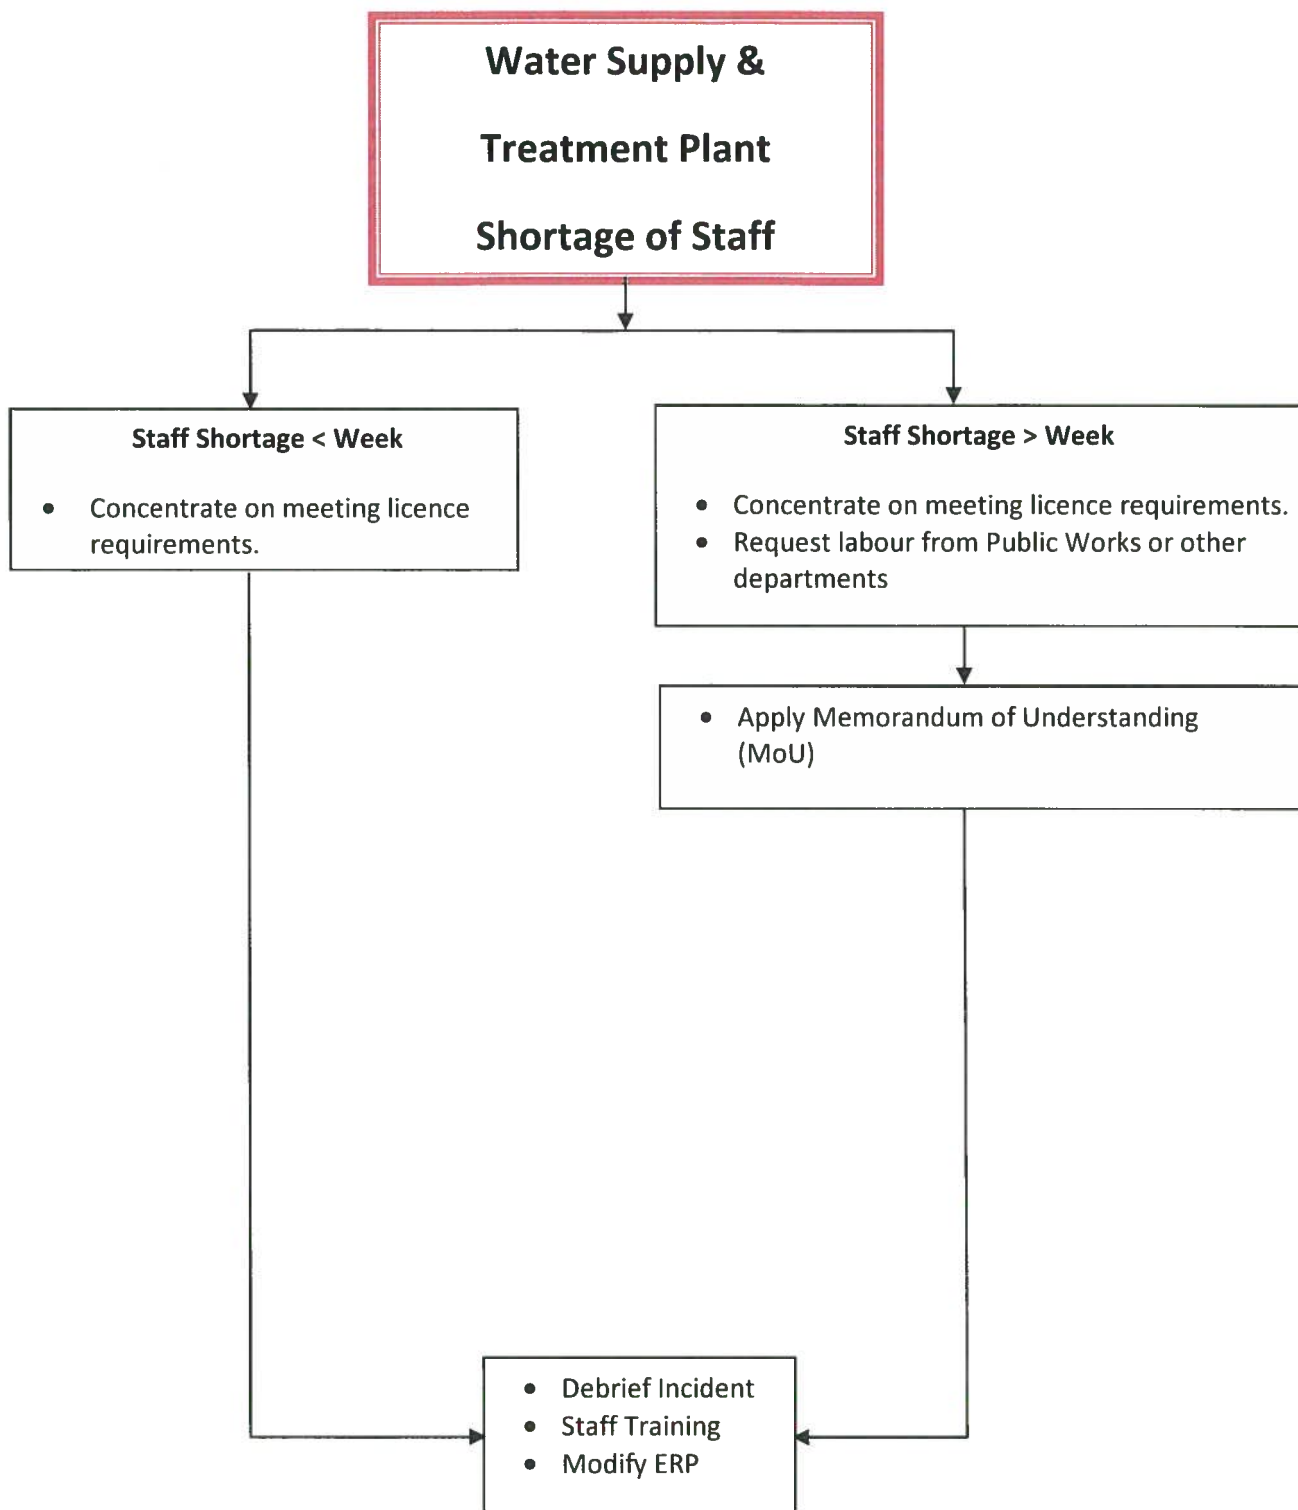 Water Supply &
Treatment Plant
Shortage of Staff
Staff Shortage < Week
• Concentrate on meeting licence
requirements.
Staff Shortage > Week
• Concentrate on meeting licence requirements.
• Request labour from Public Works or other
departments
• Apply Memorandum of Understanding
(MoU)
• Debrief Incident
• Staff Training
• Modify ERP